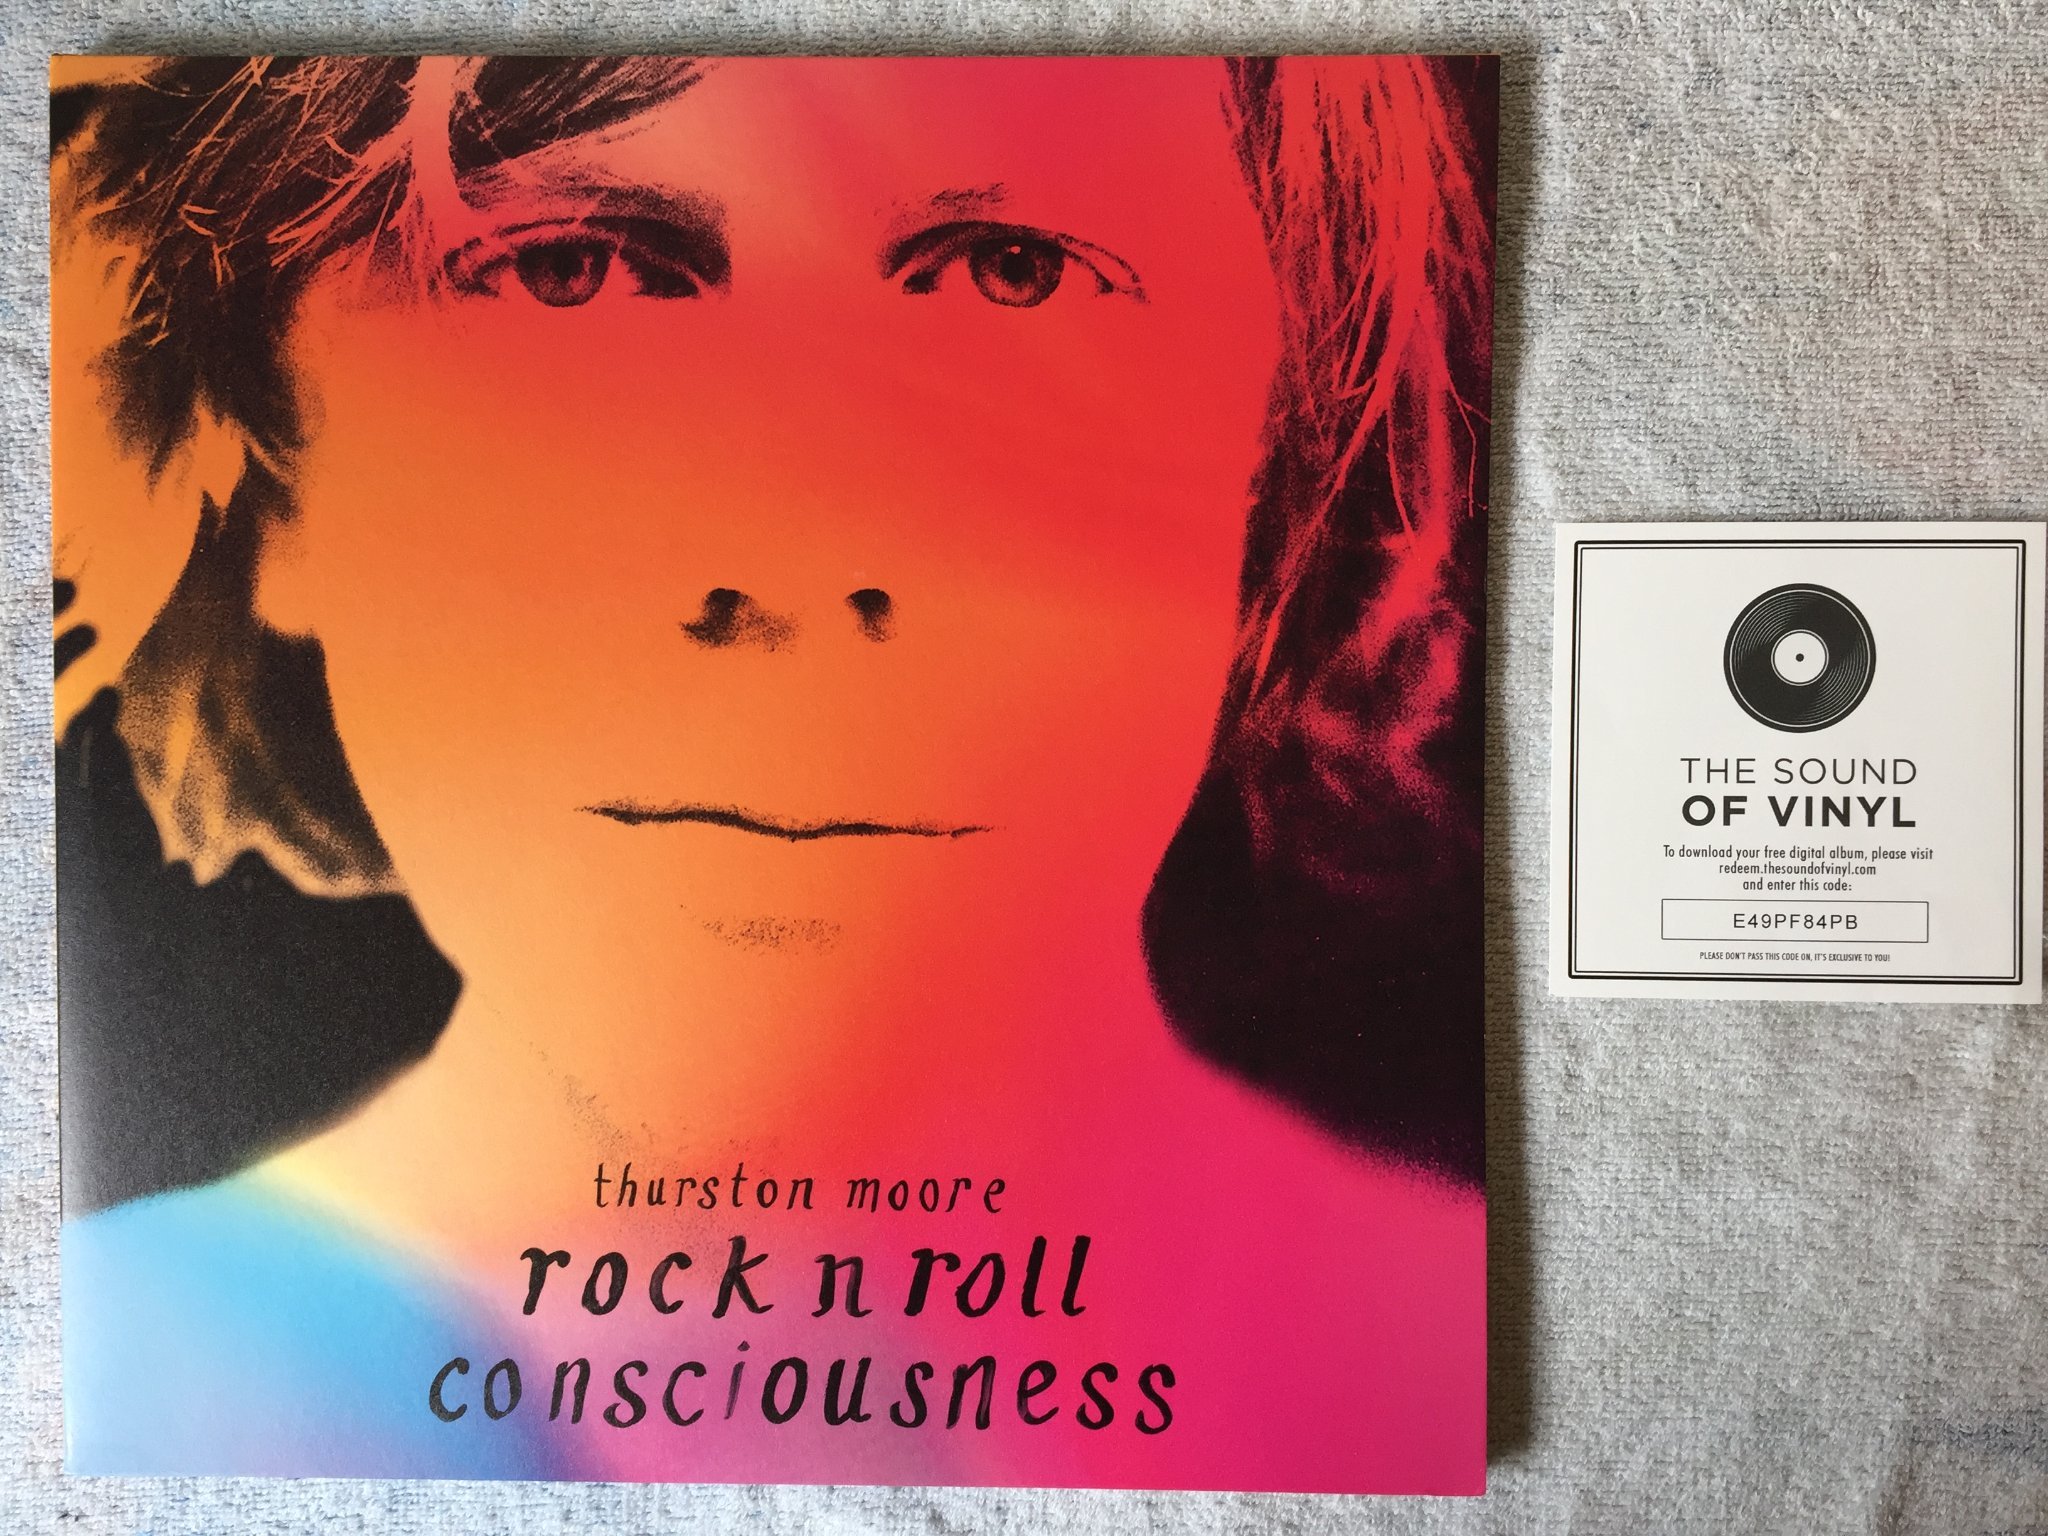 thurston moore
rock n roll
consciousness
THE SOUND
OF VINYL
To download your free digital album, please visit
redeem.thesoundofvinyl.com
and enter this code:
E49PF84PB
PLEASE DON'T PASS THIS CODE ON, IT'S EXCLUSIVE TO YOU!